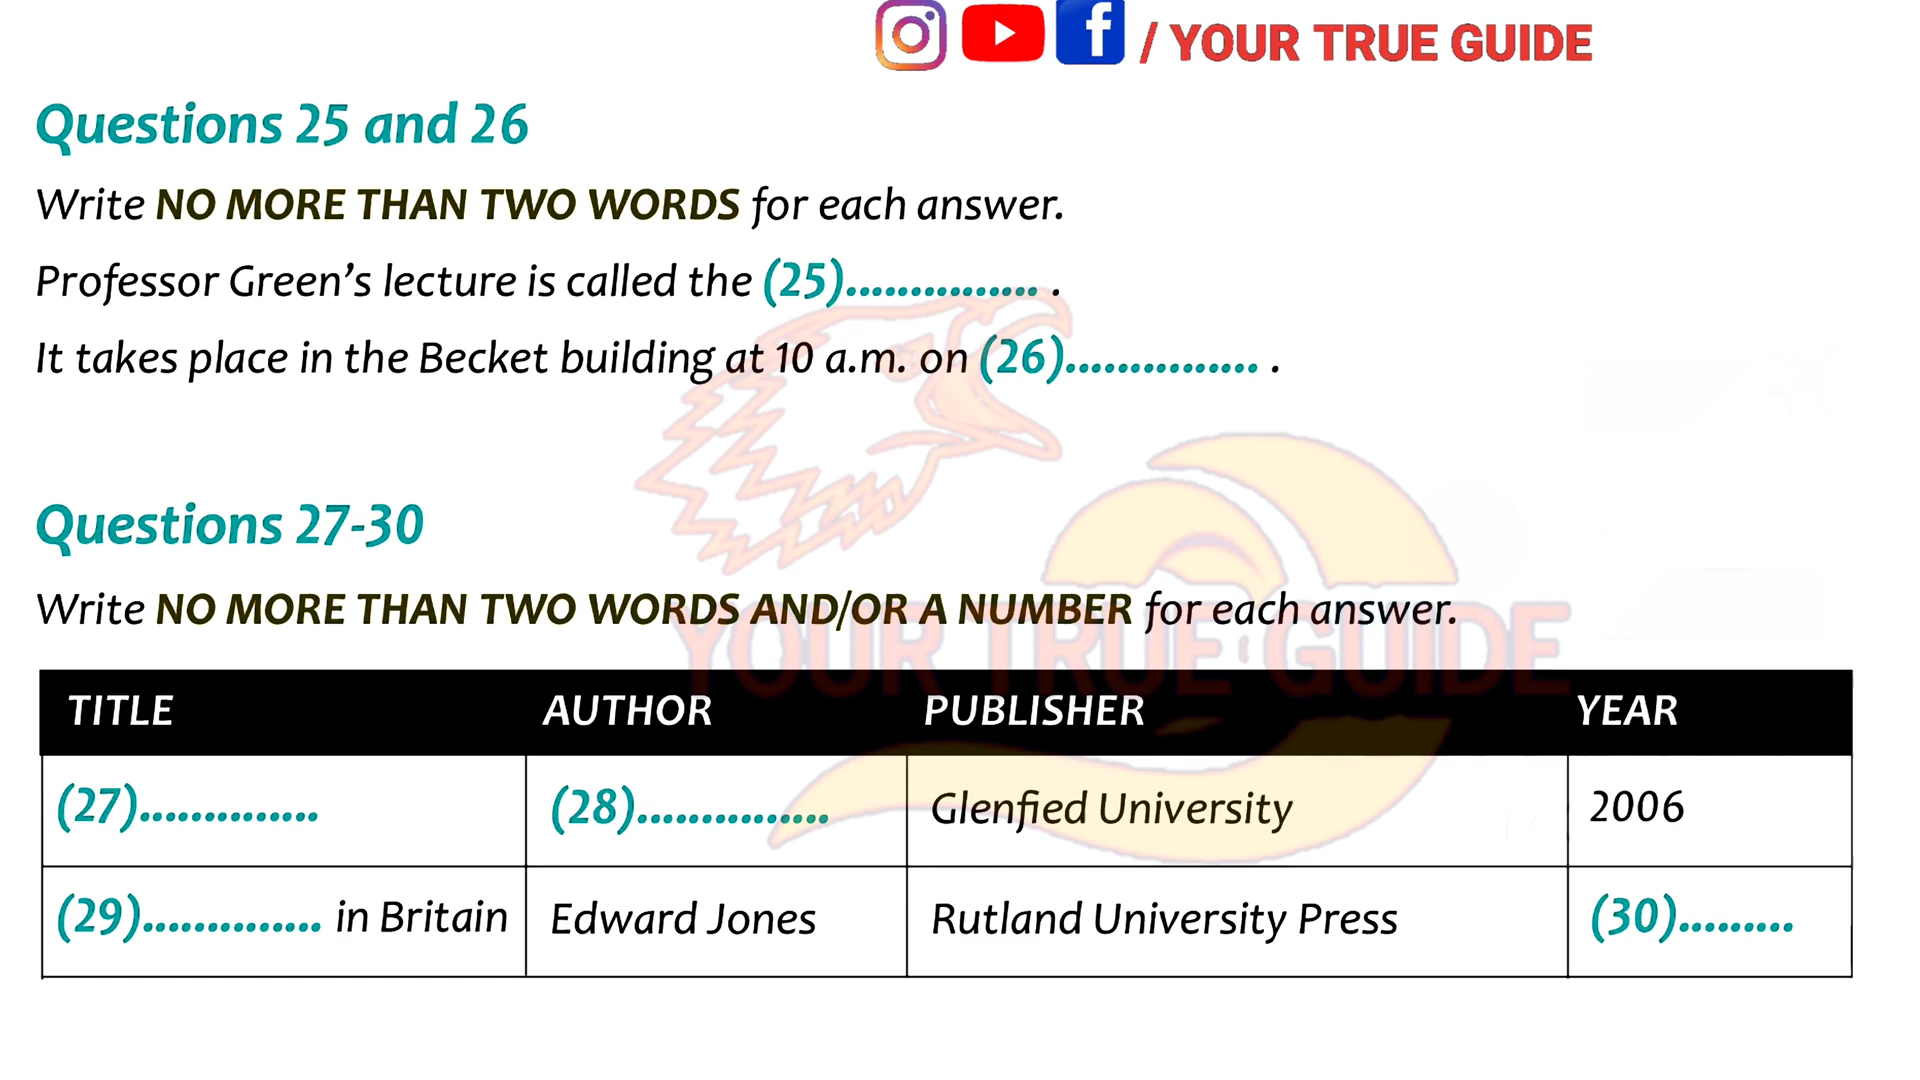 / YOUR TRUE GUIDE
Questions 25 and 26
Write NO MORE THAN TWO WORDS for each answer.
Professor Green’s lecture is called the (25)............... .
It takes place in the Becket building at 10 a.m. on (26)............... .
Questions 27-30
Write NO MORE THAN TWO WORDS AND/OR A NUMBER for each answer.
YOUR TRUE GUIDE
TITLE AUTHOR PUBLISHER YEAR
(27).............. (28)............... Glenfied University 2006
(29).............. in Britain Edward Jones Rutland University Press (30).........